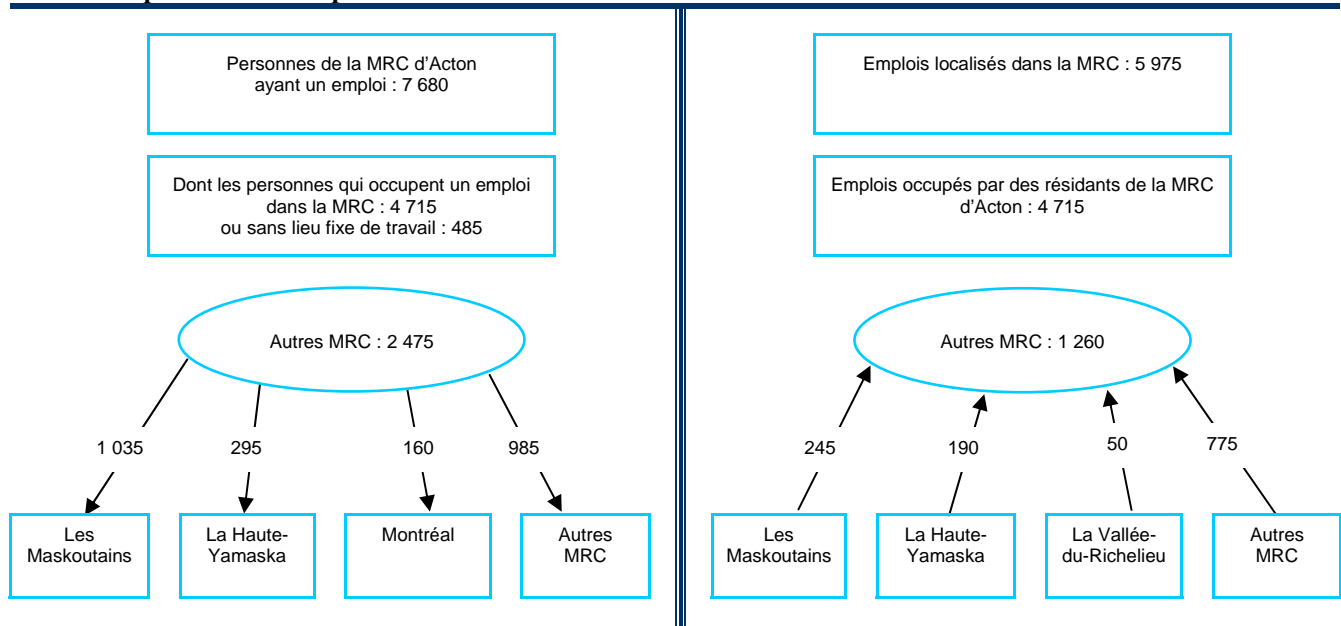 Personnes de la MRC d'Acton
ayant un emploi : 7 680
Dont les personnes qui occupent un emploi
dans la MRC : 4 715
ou sans lieu fixe de travail : 485
Autres MRC : 2 475
1 035
295
160
985
Les
Maskoutains
La Haute-
Yamaska
Montréal
Autres
MRC
Emplois localisés dans la MRC : 5 975
Emplois occupés par des résidants de la MRC
d'Acton : 4 715
Autres MRC : 1 260
245
190
50
775
Les
Maskoutains
La Haute-
Yamaska
La Vallée-
du-Richelieu
Autres
MRC